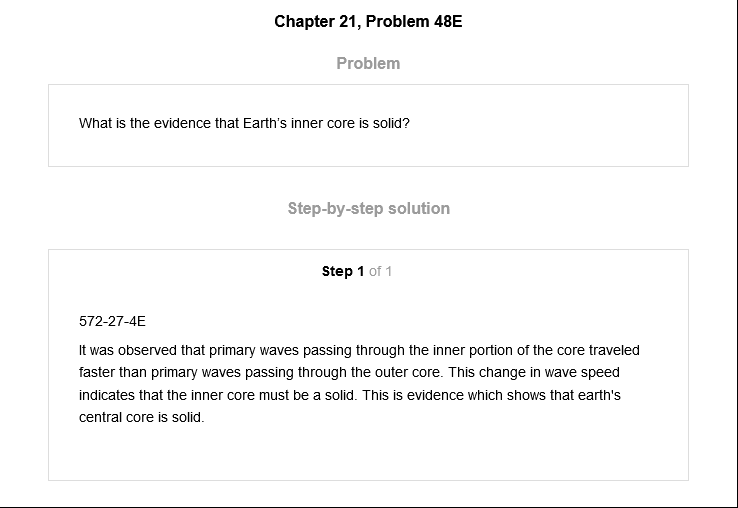 Chapter 21, Problem 48E
Problem
What is the evidence that Earth's inner core is solid?
Step-by-step solution
Step 1 of 1
572-27-4E
It was observed that primary waves passing through the inner portion of the core traveled
faster than primary waves passing through the outer core. This change in wave speed
indicates that the inner core must be a solid. This is evidence which shows that earth's
central core is solid.